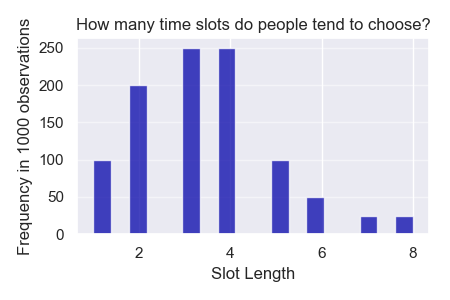 How many time slots do people tend to choose?
Frequency in 1000 observations
250
200
150
100
50
0
2 4 6 8
Slot Length